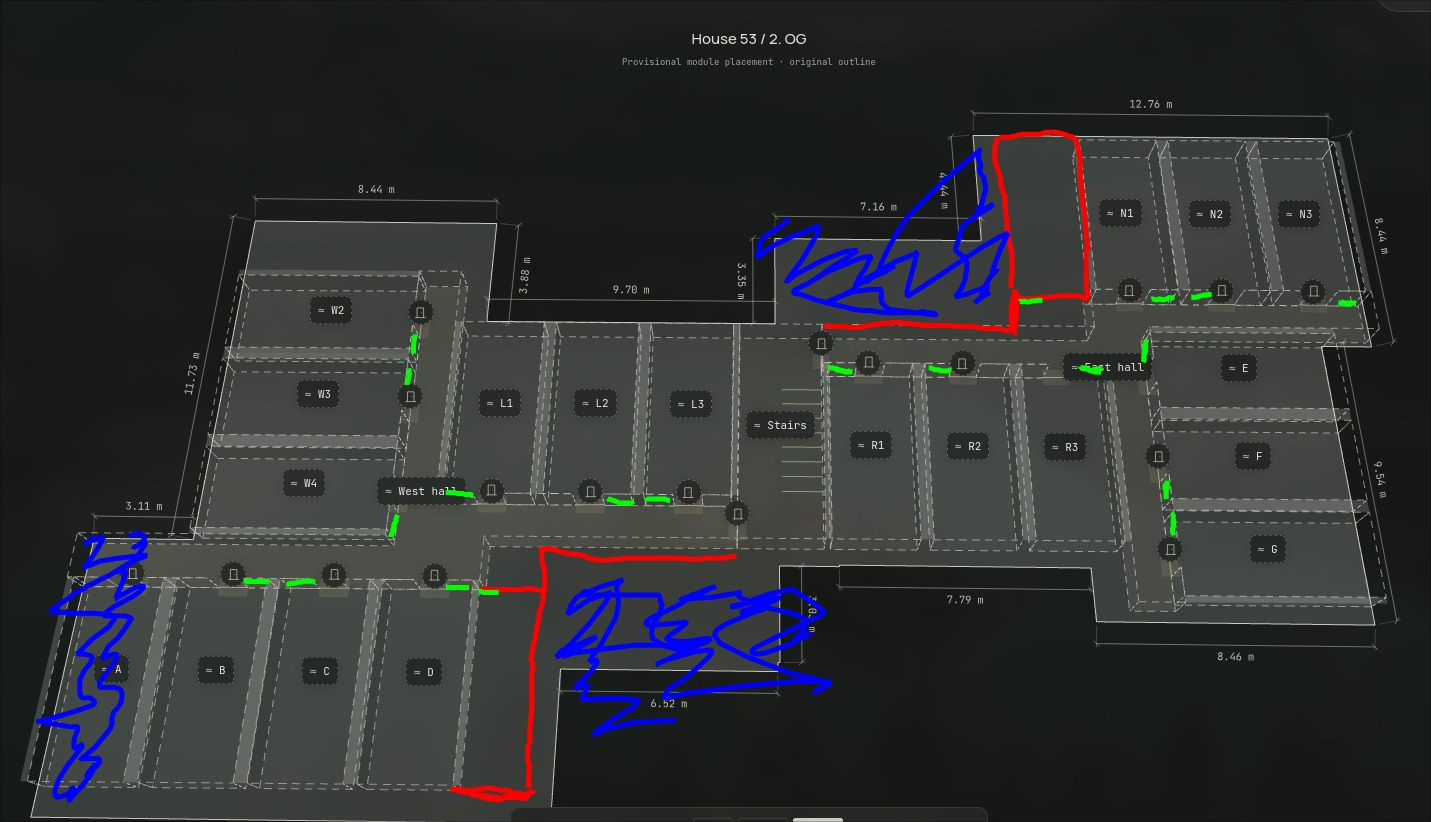 House 53 / 2. OG
Provisional module placement · original outline
12.76 m
8.44 m
4.44 m
7.16 m
≈ N1
≈ N2
≈ N3
8.44 m
3.88 m
3.35 m
9.70 m
≈ W2
11.73 m
≈ W3
≈ L1
≈ L2
≈ L3
≈ East hall
≈ E
≈ Stairs
≈ R1
≈ R2
≈ R3
≈ F
9.54 m
≈ W4
≈ West hall
3.11 m
≈ G
7.79 m
8.46 m
≈ A
≈ B
≈ C
≈ D
6.52 m